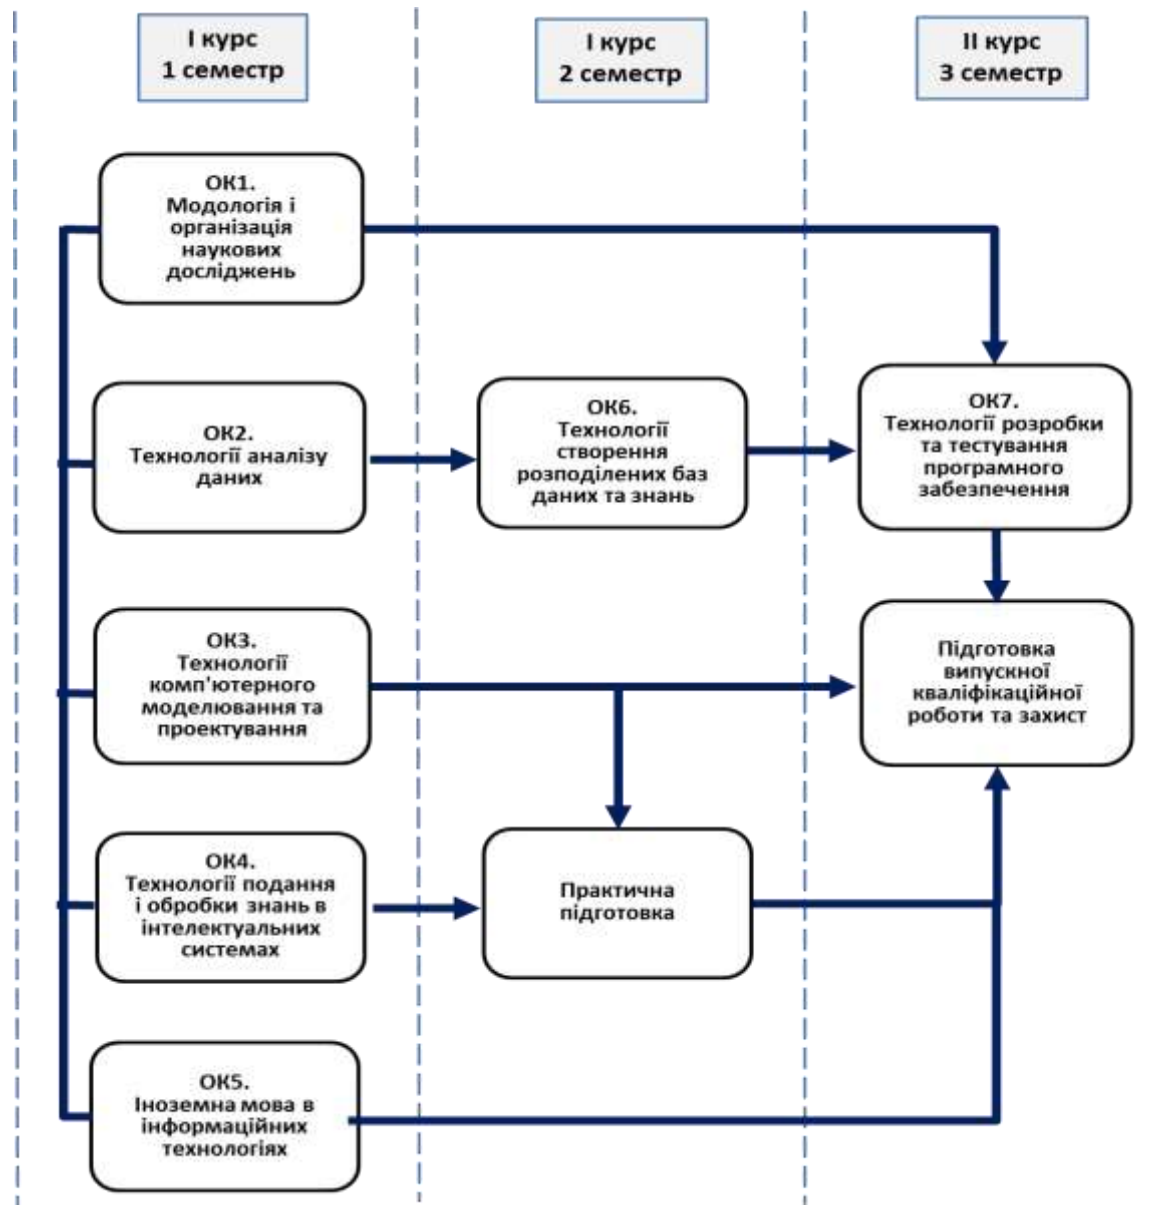 І курс
1 семестр
І курс
2 семестр
ІІ курс
3 семестр
ОК1.
Модологія і
організація
наукових
досліджень
ОК2.
Технології аналізу
даних
ОК6.
Технології
створення
розподілених баз
даних та знань
ОК7.
Технології розробки
та тестування
програмного
забезпечення
ОК3.
Технології
комп'ютерного
моделювання та
проектування
Підготовка
випускної
кваліфікаційної
роботи та захист
ОК4.
Технології подання
і обробки знань в
інтелектуальних
системах
Практична
підготовка
ОК5.
Іноземна мова в
інформаційних
технологіях